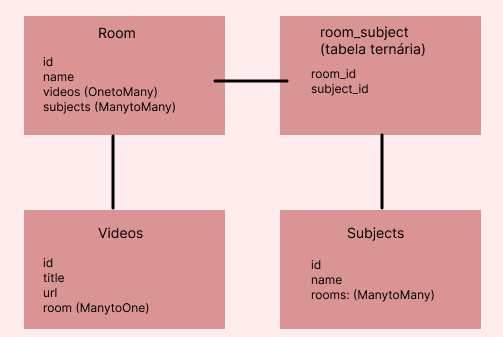 Room
id
name
videos (OnetoMany)
subjects (ManytoMany)
room_subject
(tabela ternária)
room_id
subject_id
Videos
id
title
url
room (ManytoOne)
Subjects
id
name
rooms: (ManytoMany)